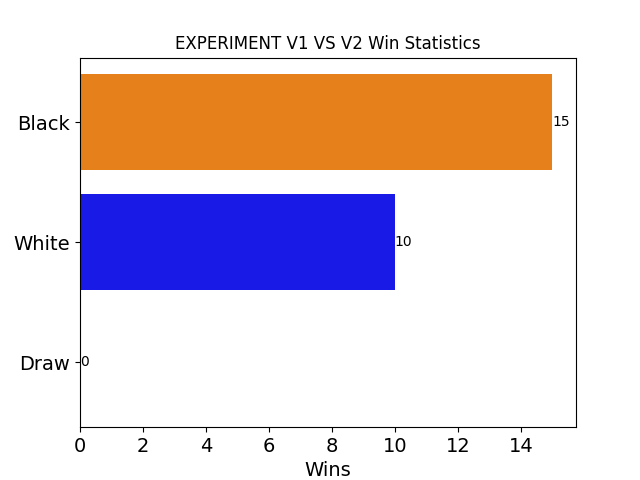 EXPERIMENT V1 VS V2 Win Statistics
Black
15
White
10
Draw
0
0 2 4 6 8 10 12 14
Wins